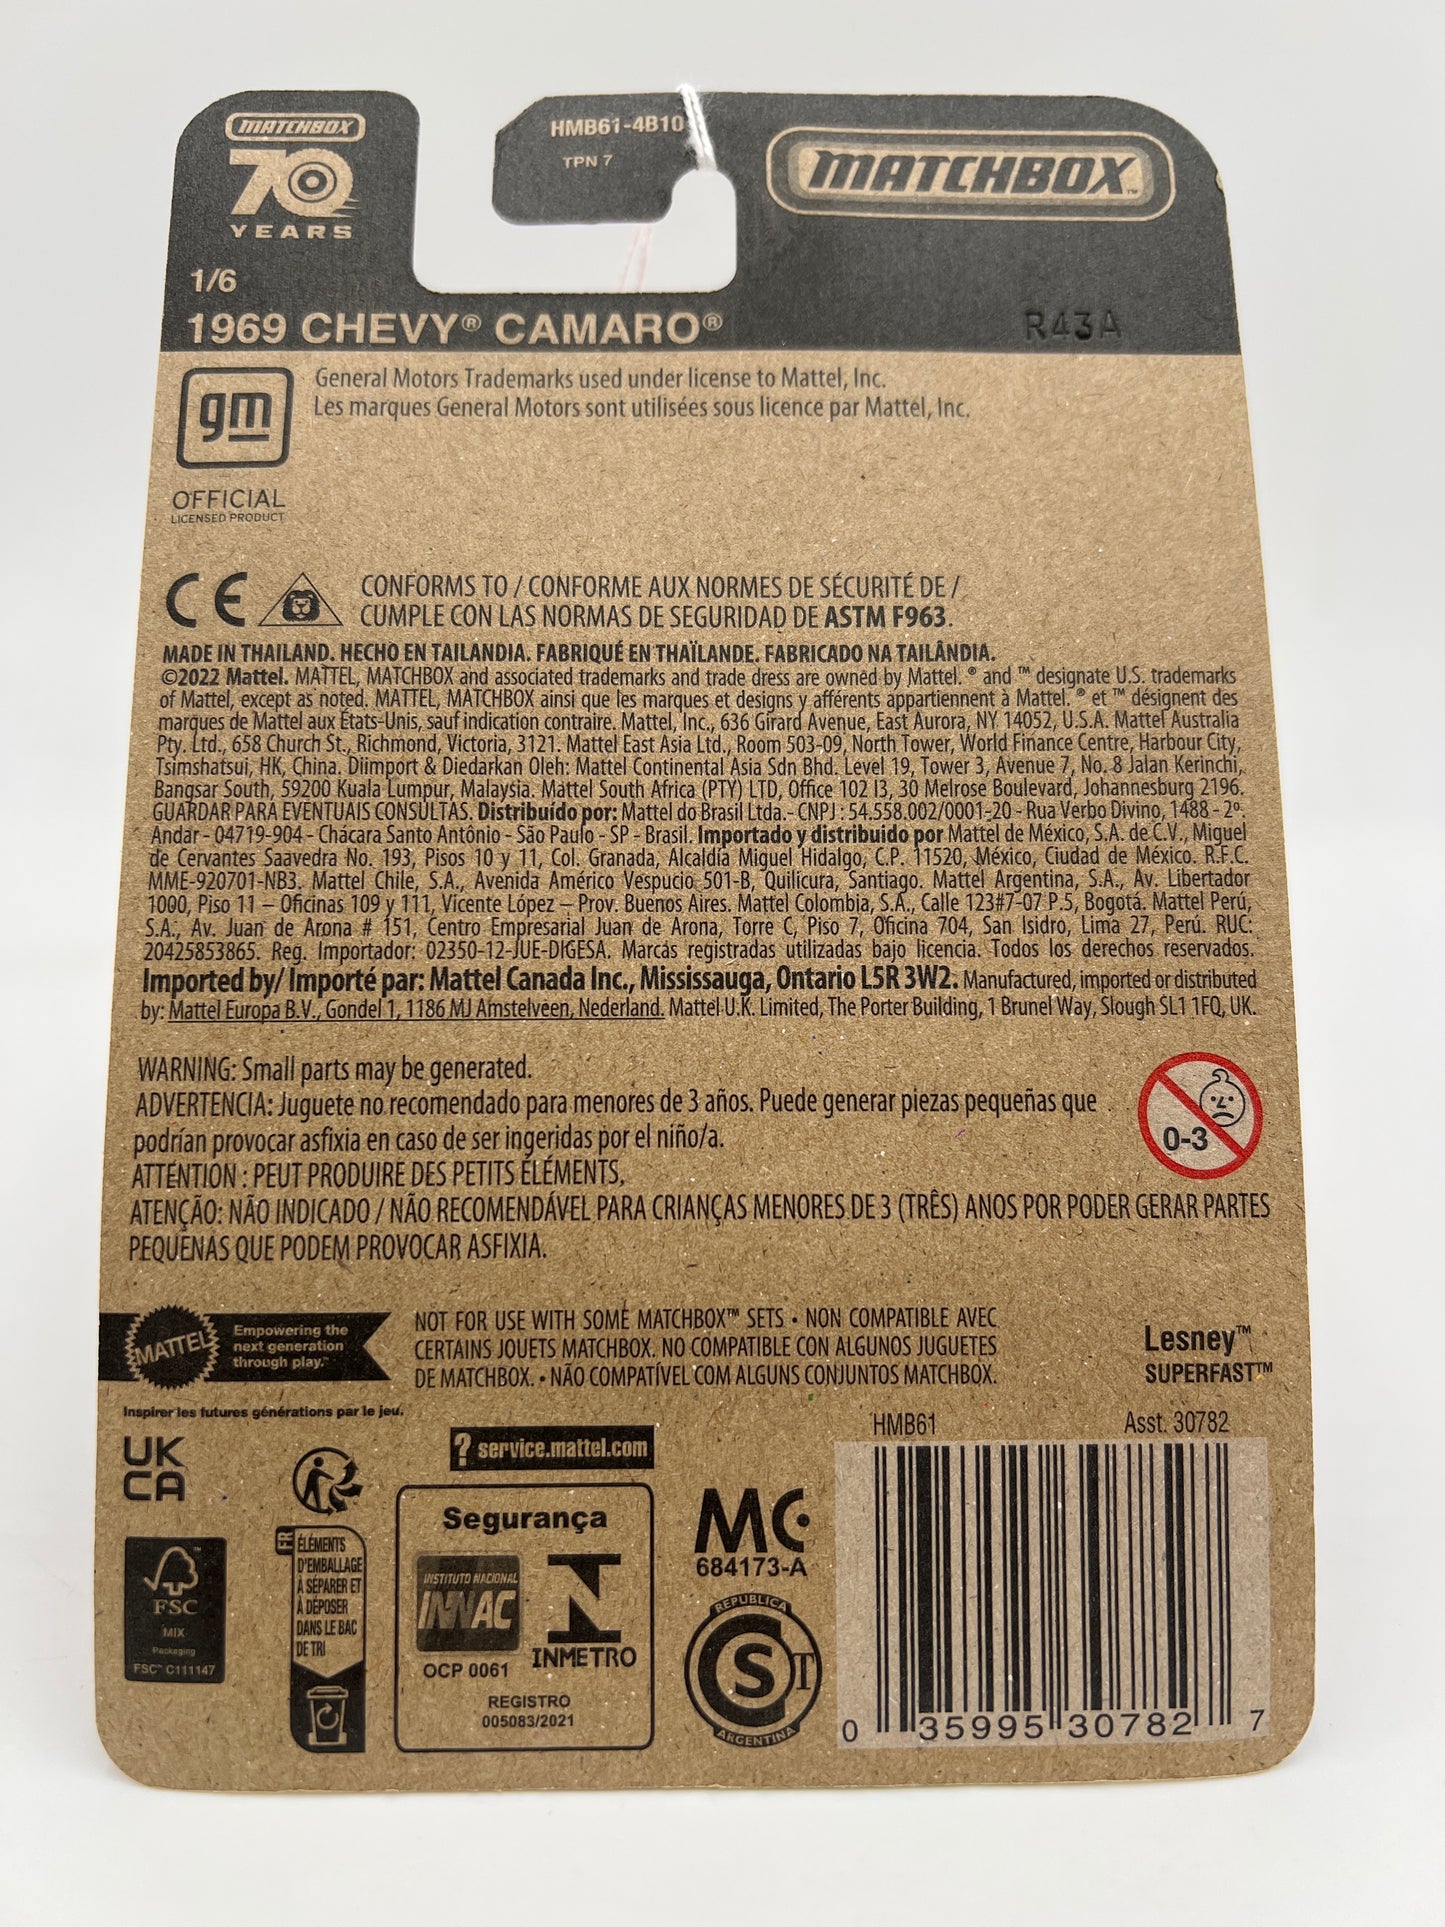 MATCHBOX
70
YEARS
HMB61-4B10
TPN 7
MATCHBOX™
1/6
1969 CHEVY® CAMARO®
R43A
gm
OFFICIAL
LICENSED PRODUCT
General Motors Trademarks used under license to Mattel, Inc.
Les marques General Motors sont utilisées sous licence par Mattel, Inc.
CE
CONFORMS TO / CONFORME AUX NORMES DE SÉCURITÉ DE /
CUMPLE CON LAS NORMAS DE SEGURIDAD DE ASTM F963.
MADE IN THAILAND. HECHO EN TAILANDIA. FABRIQUÉ EN THAÏLANDE. FABRICADO NA TAILÂNDIA.
©2022 Mattel. MATTEL, MATCHBOX and associated trademarks and trade dress are owned by Mattel. ® and ™ designate U.S. trademarks
of Mattel, except as noted. MATTEL, MATCHBOX ainsi que les marques et designs y afférents appartiennent à Mattel. ® et ™ désignent des
marques de Mattel aux États-Unis, sauf indication contraire. Mattel, Inc., 636 Girard Avenue, East Aurora, NY 14052, U.S.A. Mattel Australia
Pty. Ltd., 658 Church St., Richmond, Victoria, 3121. Mattel East Asia Ltd., Room 503-09, North Tower, World Finance Centre, Harbour City,
Tsimshatsui, HK, China. Diimport & Diedarkan Oleh: Mattel Continental Asia Sdn Bhd. Level 19, Tower 3, Avenue 7, No. 8 Jalan Kerinchi,
Bangsar South, 59200 Kuala Lumpur, Malaysia. Mattel South Africa (PTY) LTD, Office 102 I3, 30 Melrose Boulevard, Johannesburg 2196.
GUARDAR PARA EVENTUAIS CONSULTAS. Distribuído por: Mattel do Brasil Ltda.- CNPJ : 54.558.002/0001-20 - Rua Verbo Divino, 1488 - 2º.
Andar - 04719-904 - Chácara Santo Antônio - São Paulo - SP - Brasil. Importado y distribuido por Mattel de México, S.A. de C.V., Miguel
de Cervantes Saavedra No. 193, Pisos 10 y 11, Col. Granada, Alcaldía Miguel Hidalgo, C.P. 11520, México, Ciudad de México. R.F.C.
MME-920701-NB3. Mattel Chile, S.A., Avenida Américo Vespucio 501-B, Quilicura, Santiago. Mattel Argentina, S.A., Av. Libertador
1000, Piso 11 – Oficinas 109 y 111, Vicente López – Prov. Buenos Aires. Mattel Colombia, S.A., Calle 123#7-07 P.5, Bogotá. Mattel Perú,
S.A., Av. Juan de Arona # 151, Centro Empresarial Juan de Arona, Torre C, Piso 7, Oficina 704, San Isidro, Lima 27, Perú. RUC:
20425853865. Reg. Importador: 02350-12-JUE-DIGESA. Marcas registradas utilizadas bajo licencia. Todos los derechos reservados.
Imported by/ Importé par: Mattel Canada Inc., Mississauga, Ontario L5R 3W2. Manufactured, imported or distributed
by: Mattel Europa B.V., Gondel 1, 1186 MJ Amstelveen, Nederland. Mattel U.K. Limited, The Porter Building, 1 Brunel Way, Slough SL1 1FQ, UK.
WARNING: Small parts may be generated.
ADVERTENCIA: Juguete no recomendado para menores de 3 años. Puede generar piezas pequeñas que
podrían provocar asfixia en caso de ser ingeridas por el niño/a.
ATTENTION : PEUT PRODUIRE DES PETITS ÉLÉMENTS,
ATENÇÃO: NÃO INDICADO / NÃO RECOMENDÁVEL PARA CRIANÇAS MENORES DE 3 (TRÊS) ANOS POR PODER GERAR PARTES
PEQUENAS QUE PODEM PROVOCAR ASFIXIA.
0-3
MATTEL
Empowering the
next generation
through play.™
Inspirer les futures générations par le jeu.
NOT FOR USE WITH SOME MATCHBOX™ SETS • NON COMPATIBLE AVEC
CERTAINS JOUETS MATCHBOX. NO COMPATIBLE CON ALGUNOS JUGUETES
DE MATCHBOX. • NÃO COMPATÍVEL COM ALGUNS CONJUNTOS MATCHBOX.
Lesney™
SUPERFAST™
HMB61
Asst. 30782
UK
CA
? service.mattel.com
FR
ÉLÉMENTS
D'EMBALLAGE
À SÉPARER ET
À DÉPOSER
DANS LE BAC
DE TRI
FSC
MIX
Packaging
FSC™ C111147
Segurança
INSTITUTO NACIONAL
INNAC
OCP 0061
INMETRO
REGISTRO
005083/2021
MC
684173-A
REPUBLICA
S T
ARGENTINA
0 35995 30782 7